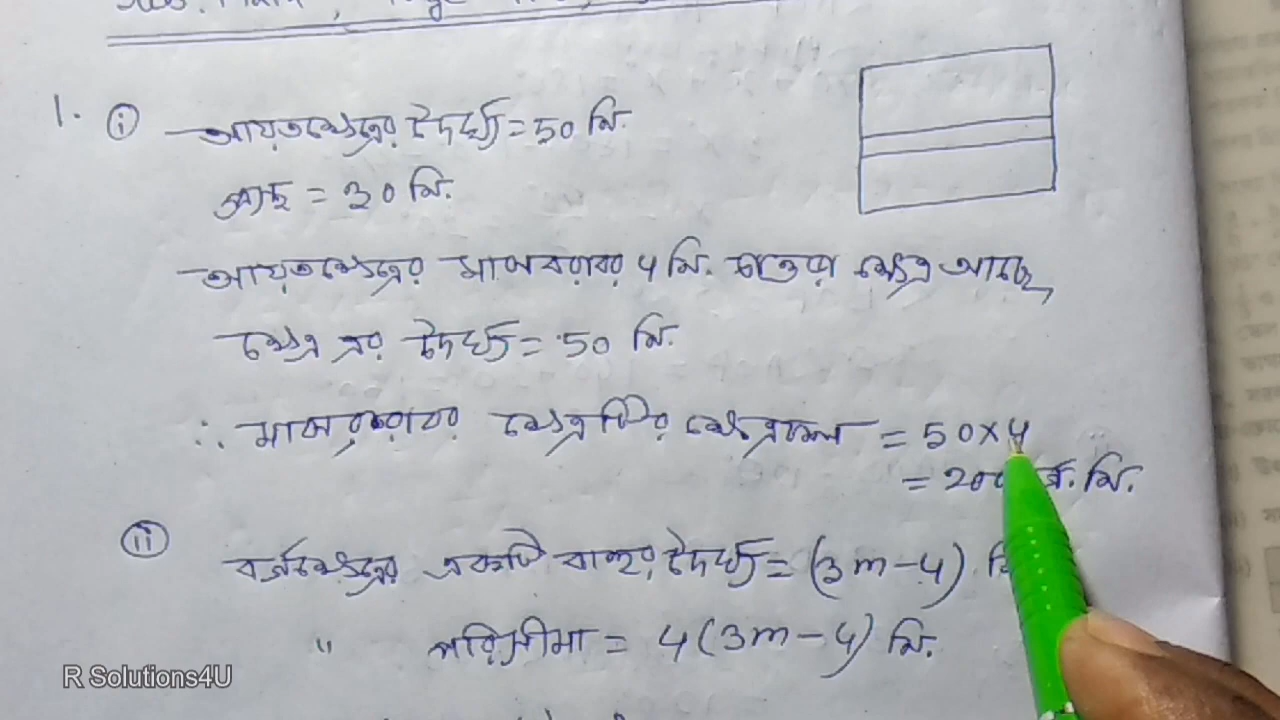 1. (i) আয়তক্ষেত্রের দৈর্ঘ্য = 50 মি.
প্রস্থ = 30 মি.
আয়তক্ষেত্রের মাঝবরাবর 4 মি. চওড়া ক্ষেত্র আছে,
ক্ষেত্র এর দৈর্ঘ্য = 50 মি.
∴ মাঝবরাবর ক্ষেত্রটির ক্ষেত্রফল = 50 × 4
= 200 ব. মি.
(ii) বর্গক্ষেত্রের একটি বাহুর দৈর্ঘ্য = (3m - 4)
" পরিসীমা = 4 (3m - 4) মি.
R Solutions4U